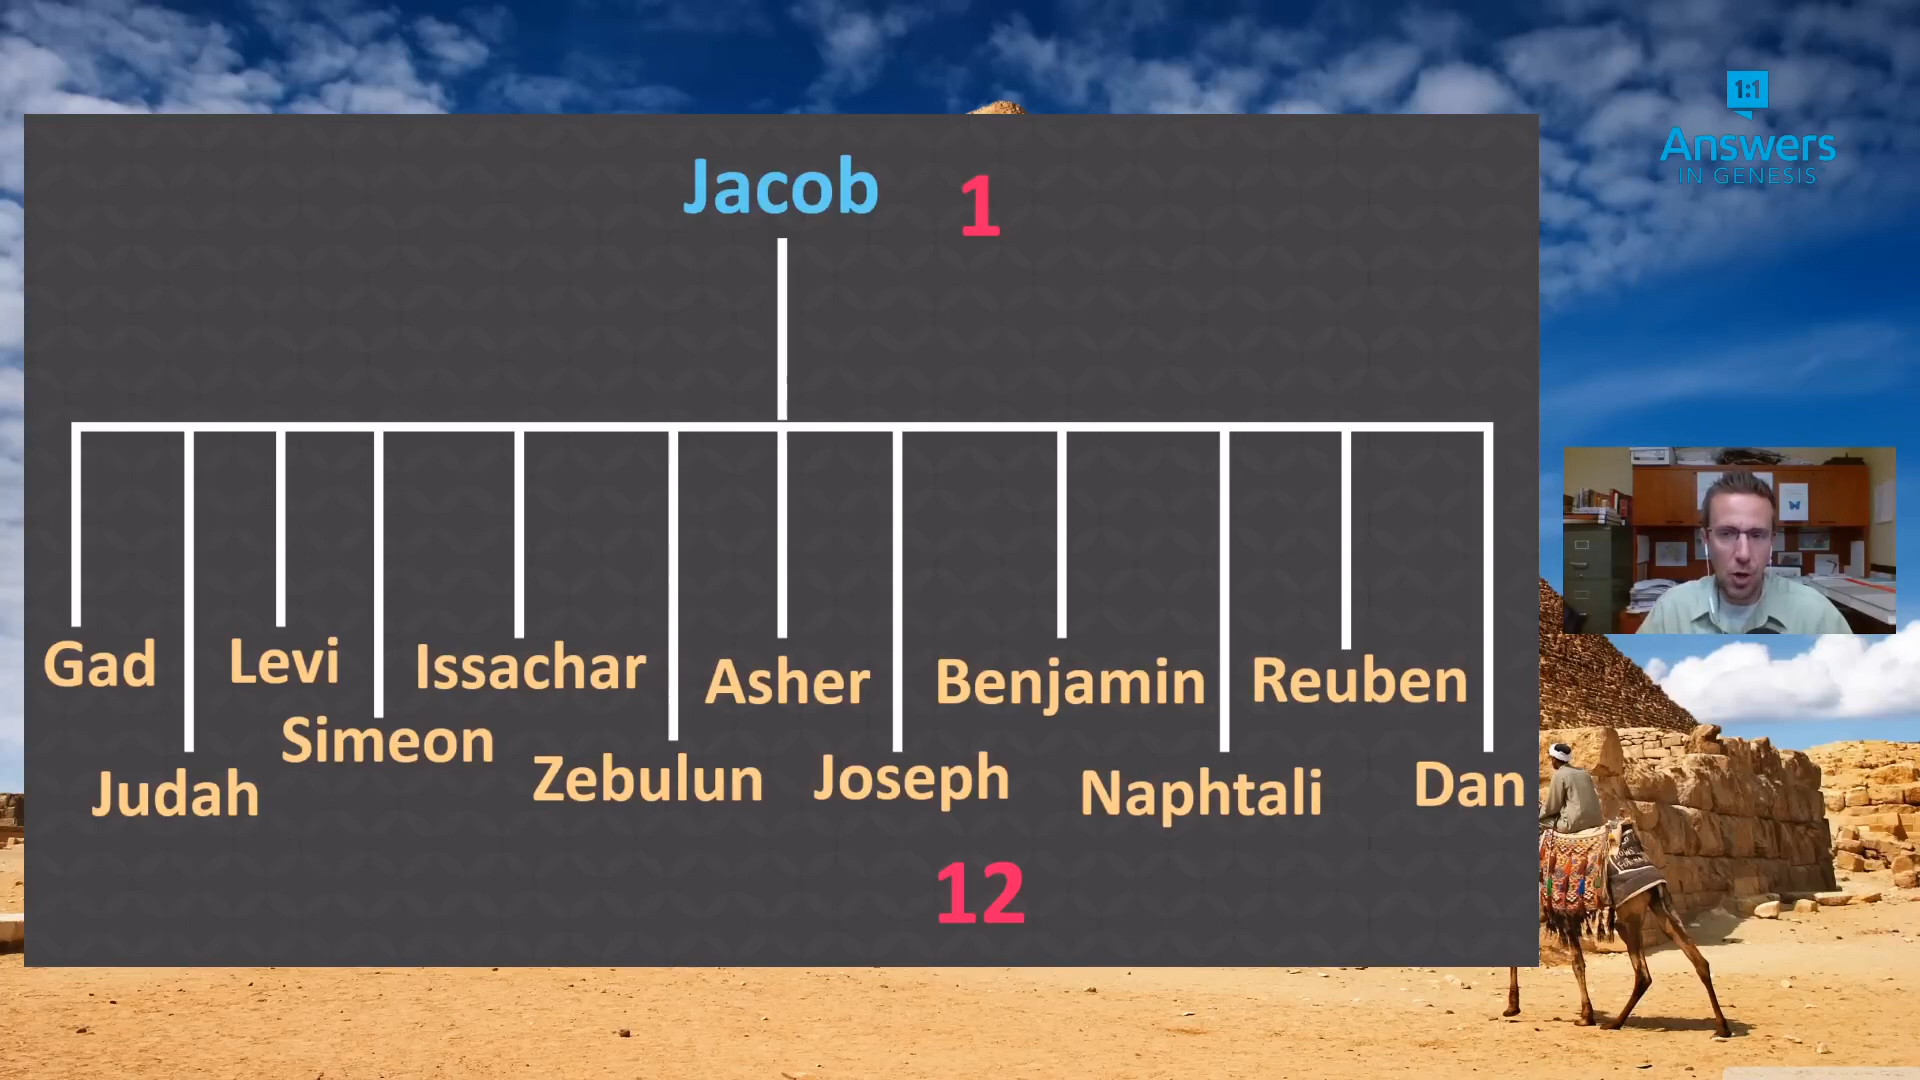 Jacob 1
Gad Levi Issachar Asher Benjamin Reuben
Judah Simeon Zebulun Joseph Naphtali Dan
12
1:1
Answers
IN GENESIS